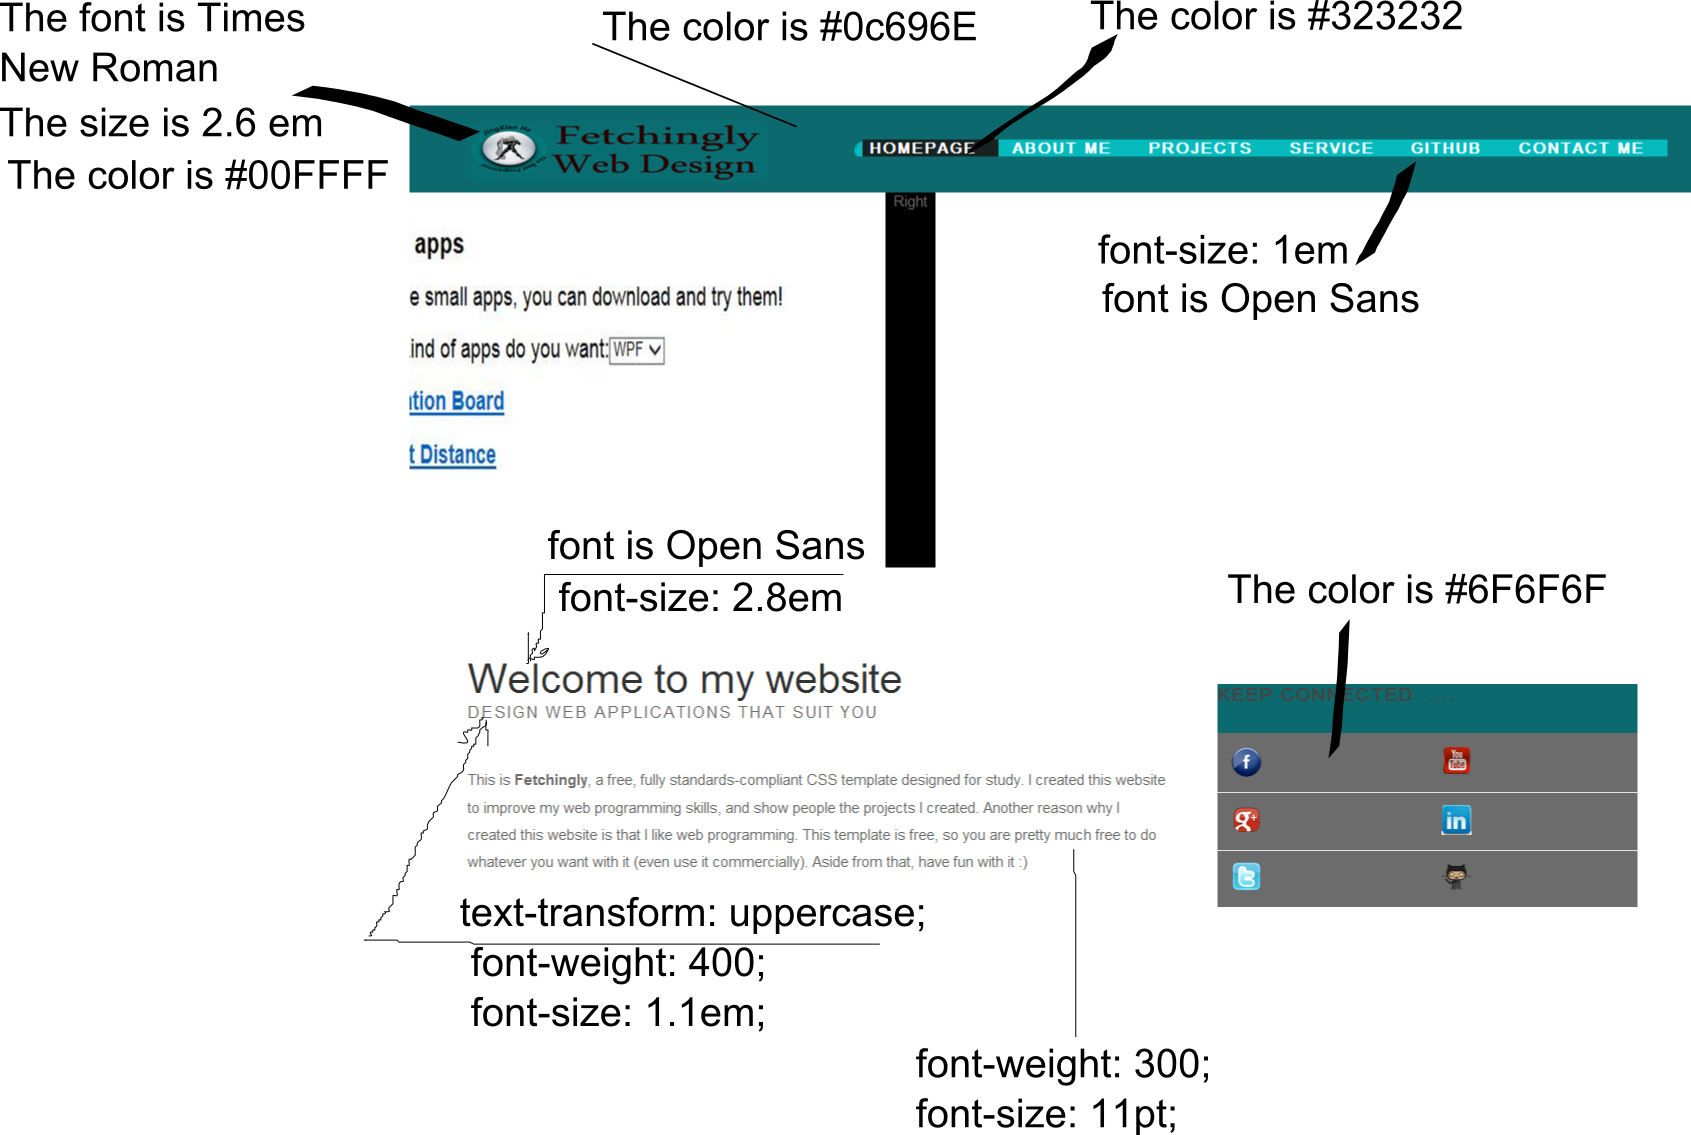 The font is Times
New Roman
The size is 2.6 em
The color is #00FFFF
The color is #0c696E
The color is #323232
JingXian He
Fetchingly
Web Design
HOMEPAGE ABOUT ME PROJECTS SERVICE GITHUB CONTACT ME
Right
font-size: 1em
font is Open Sans
apps
e small apps, you can download and try them!
ind of apps do you want: WPF
ation Board
t Distance
font is Open Sans
font-size: 2.8em
Welcome to my website
DESIGN WEB APPLICATIONS THAT SUIT YOU
This is Fetchingly, a free, fully standards-compliant CSS template designed for study. I created this website
to improve my web programming skills, and show people the projects I created. Another reason why I
created this website is that I like web programming. This template is free, so you are pretty much free to do
whatever you want with it (even use it commercially). Aside from that, have fun with it :)
text-transform: uppercase;
font-weight: 400;
font-size: 1.1em;
font-weight: 300;
font-size: 11pt;
The color is #6F6F6F
KEEP CONNECTED ....
f
You
Tube
g+
in
t